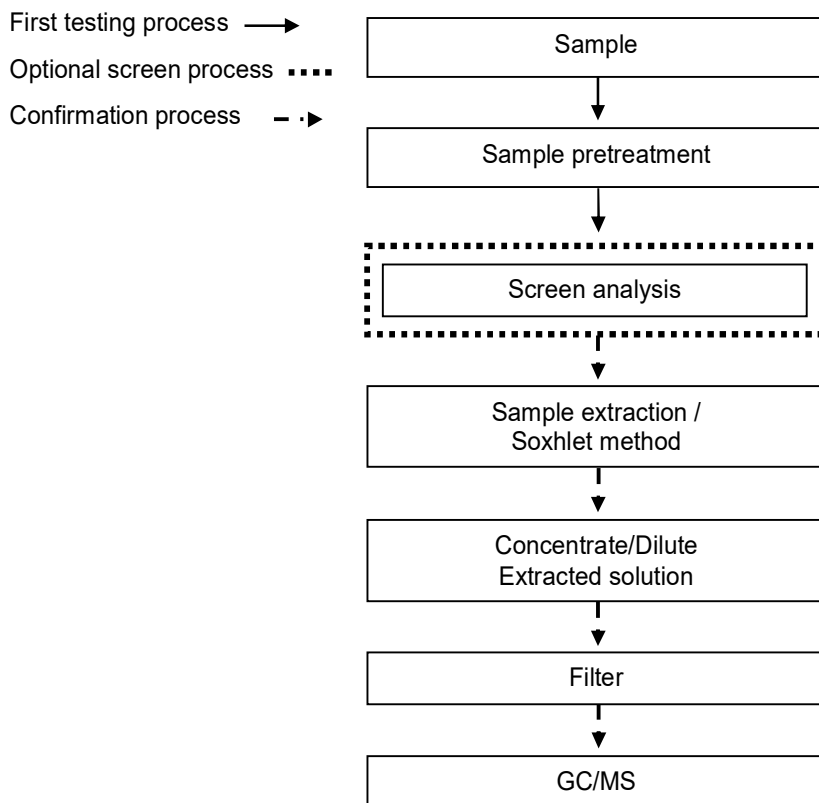 First testing process
Optional screen process
Confirmation process
Sample
Sample pretreatment
Screen analysis
Sample extraction /
Soxhlet method
Concentrate/Dilute
Extracted solution
Filter
GC/MS